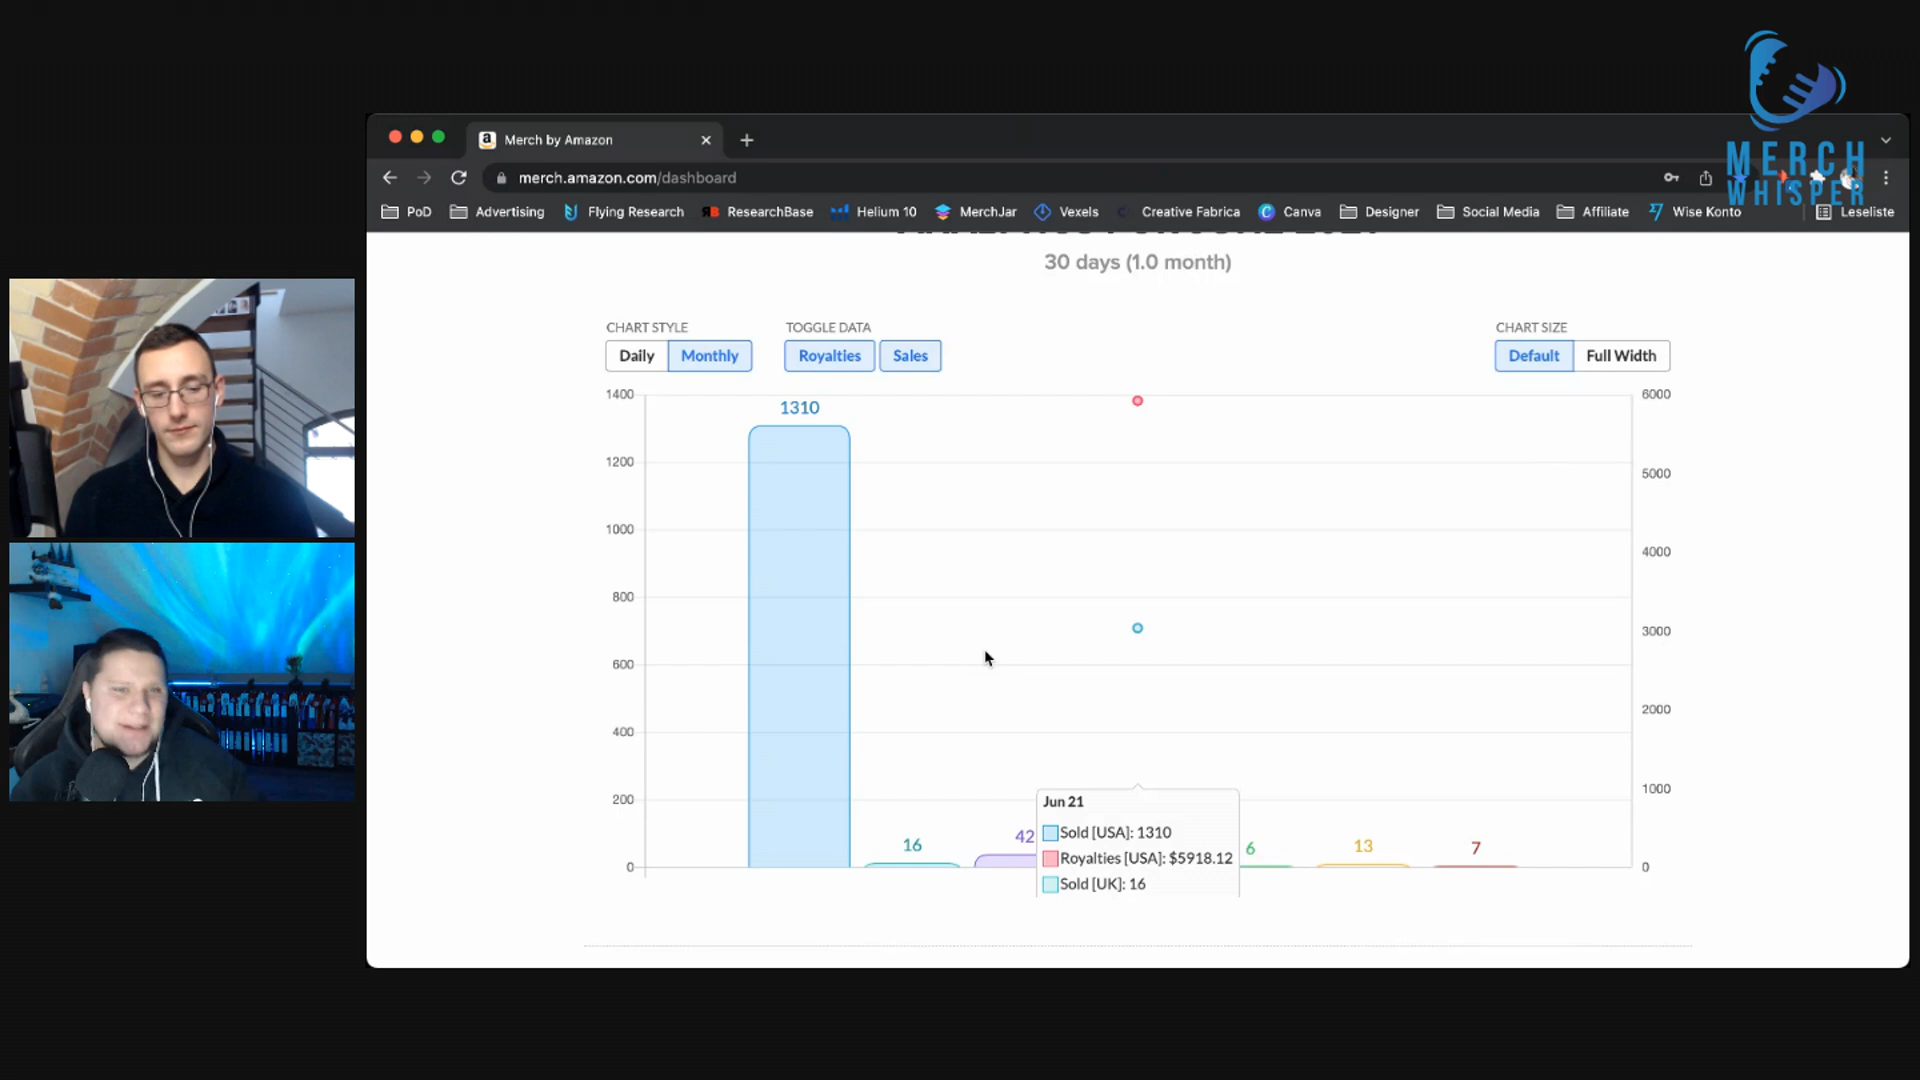 MERCH
WHISPER
Merch by Amazon
merch.amazon.com/dashboard
PoD
Advertising
Flying Research
ResearchBase
Helium 10
MerchJar
Vexels
Creative Fabrica
Canva
Designer
Social Media
Affiliate
Wise Konto
Leseliste
30 days (1.0 month)
CHART STYLE
TOGGLE DATA
CHART SIZE
Daily
Monthly
Royalties
Sales
Default
Full Width
1400
1200
1000
800
600
400
200
0
1310
16
42
6
13
7
6000
5000
4000
3000
2000
1000
0
Jun 21
Sold [USA]: 1310
Royalties [USA]: $5918.12
Sold [UK]: 16